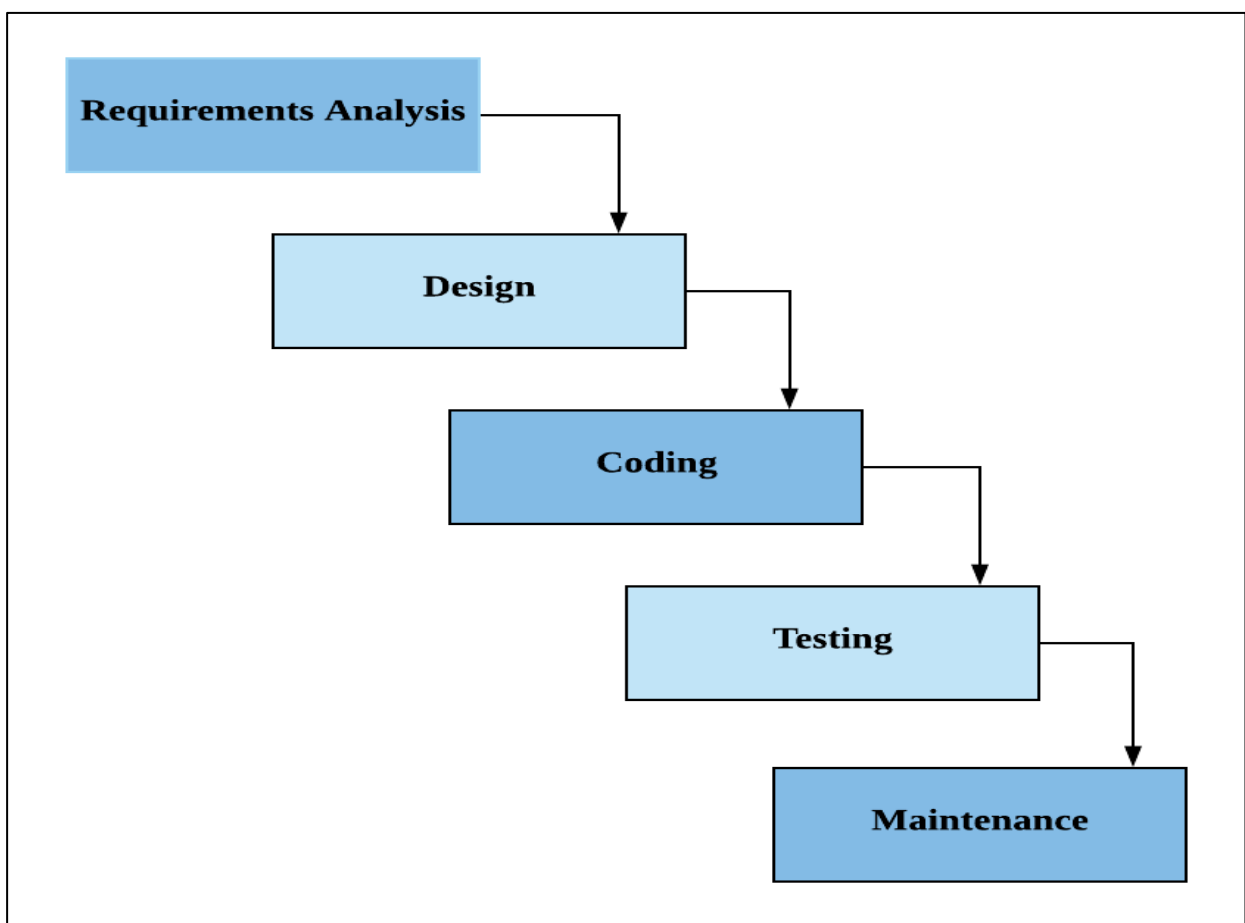 Requirements Analysis
Design
Coding
Testing
Maintenance